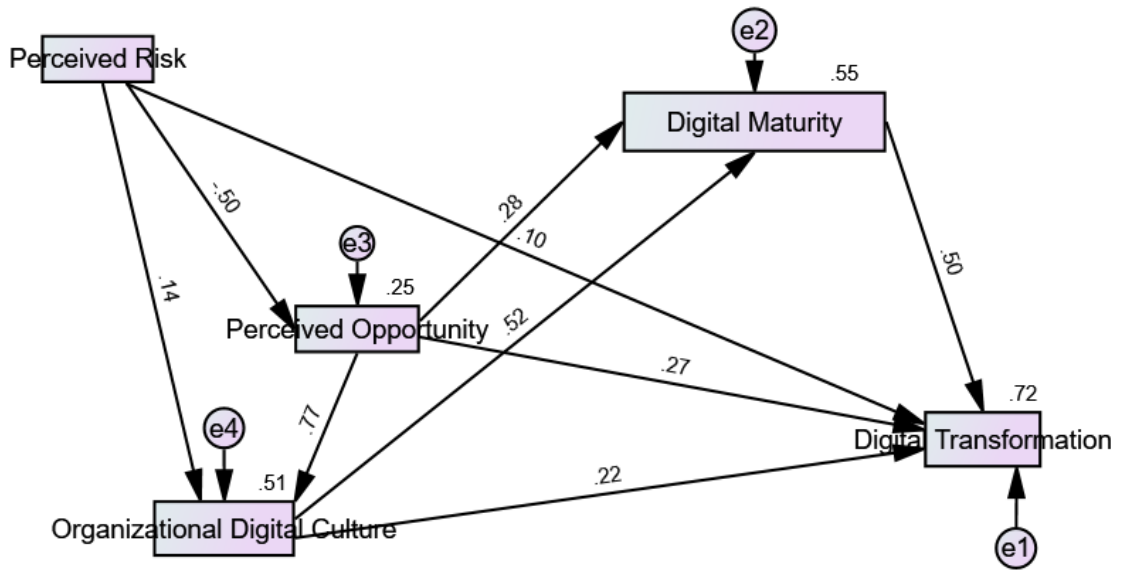 e2
.55
Perceived Risk
Digital Maturity
-.50
.28
.10
e3
.14
.50
.25
Perceived Opportunity
.52
.27
.77
.72
e4
Digital Transformation
.51
.22
Organizational Digital Culture
e1